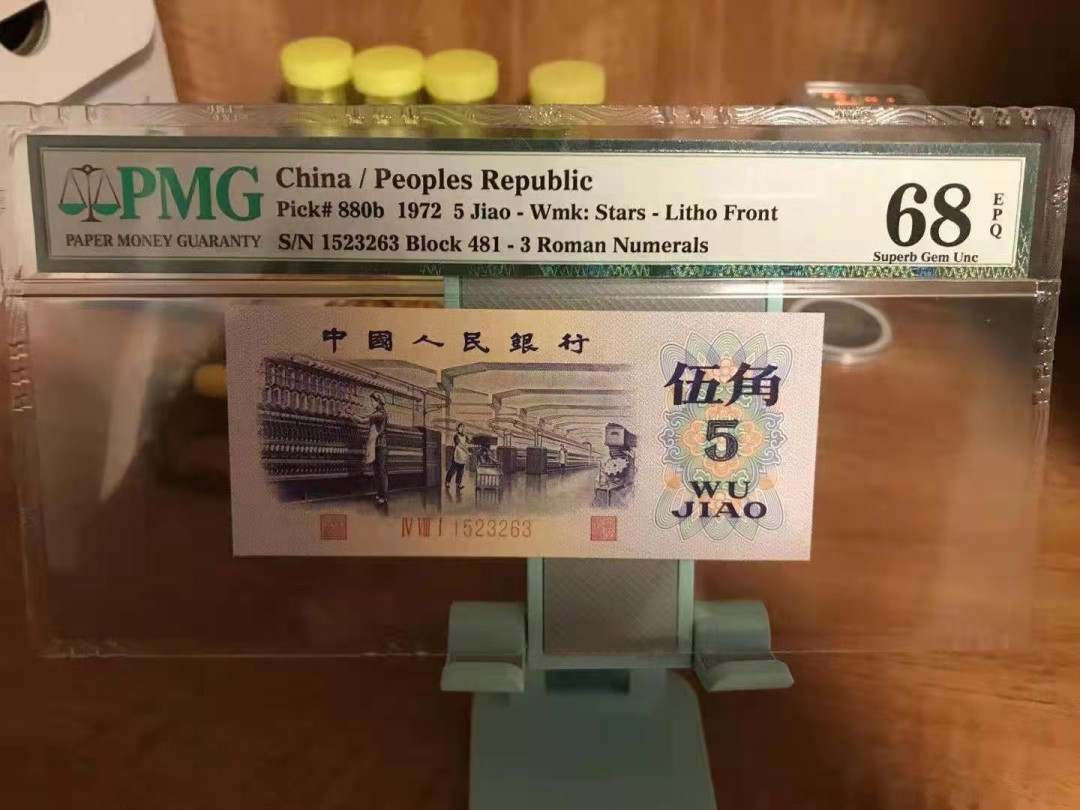 PMG
PAPER MONEY GUARANTY
China / Peoples Republic
Pick# 880b 1972 5 Jiao - Wmk: Stars - Litho Front
S/N 1523263 Block 481 - 3 Roman Numerals
68
EPQ
Superb Gem Unc
中國人民銀行
伍角
5
WU
JIAO
Ⅳ Ⅷ Ⅰ 1523263